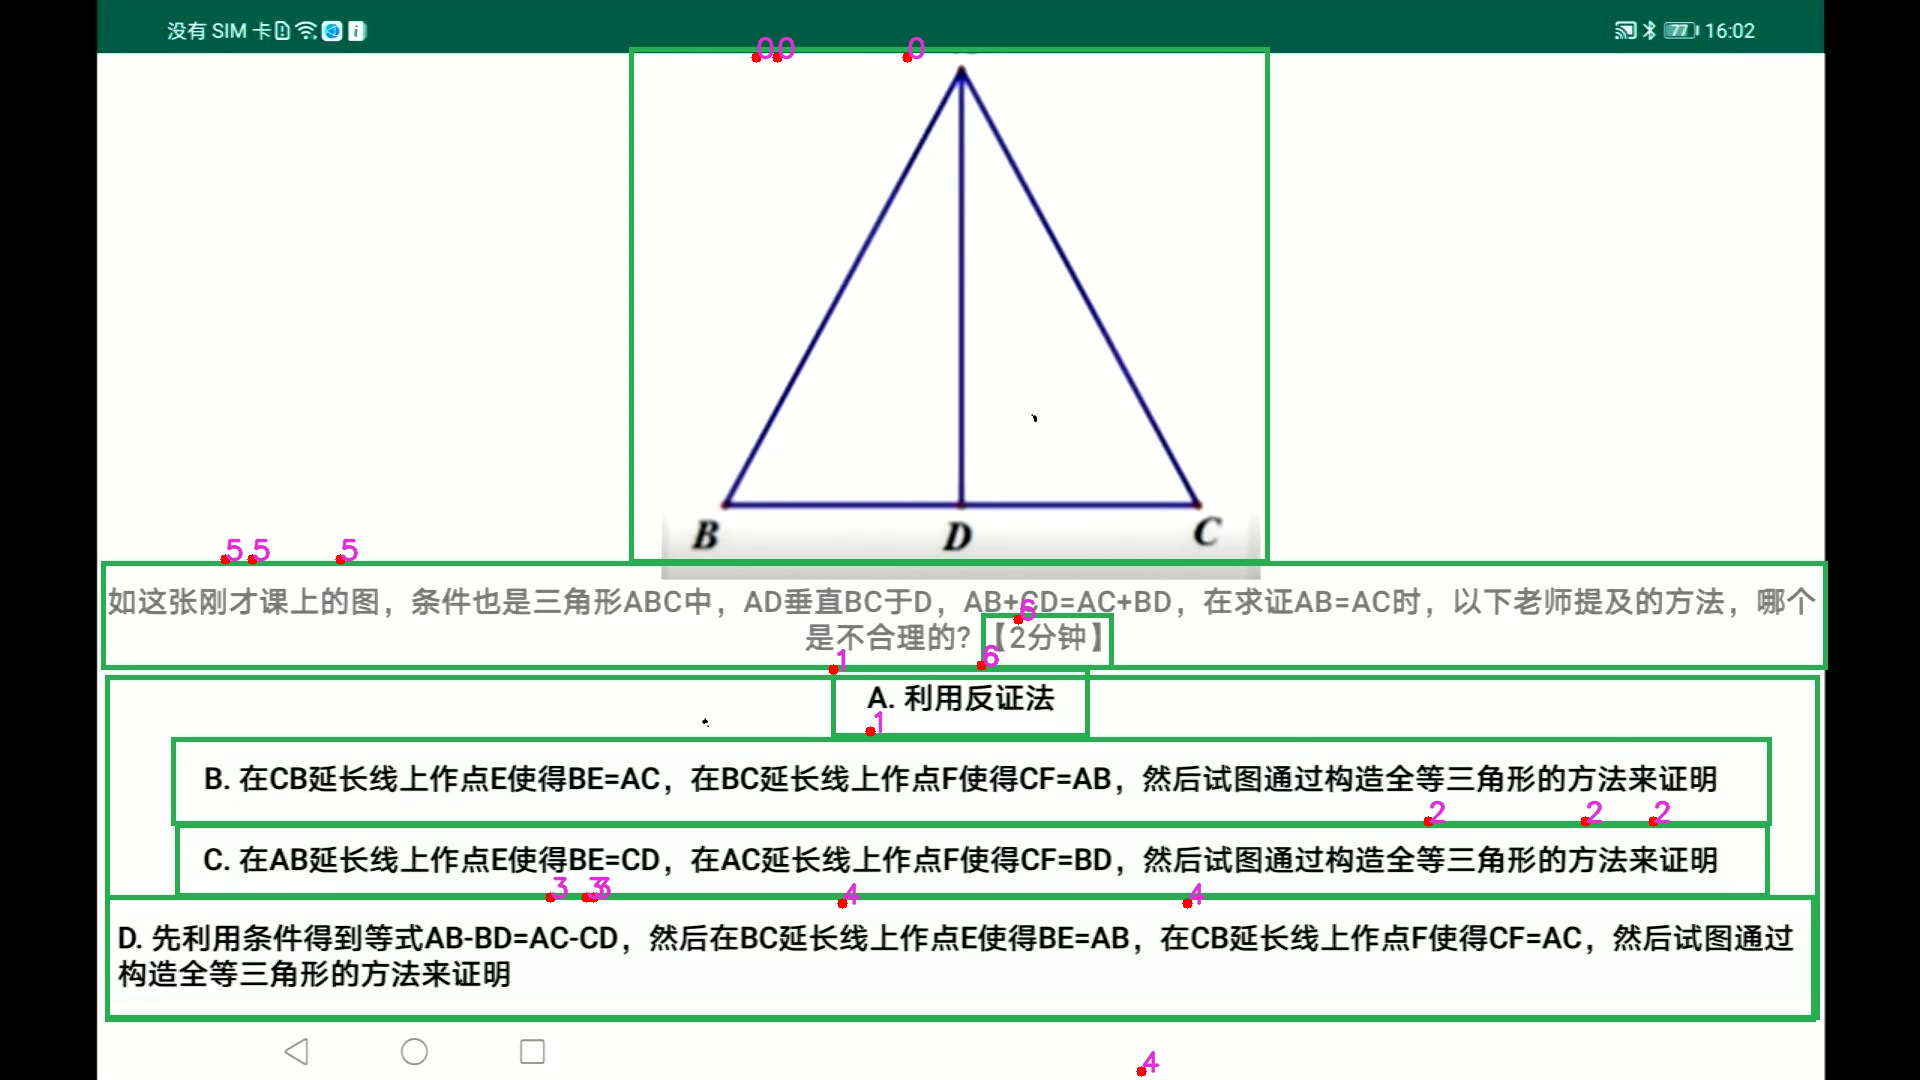 没有 SIM 卡
77 16:02
0 0 0
B D C
5 5 5
如这张刚才课上的图，条件也是三角形ABC中，AD垂直BC于D，AB+CD=AC+BD，在求证AB=AC时，以下老师提及的方法，哪个
6
是不合理的？【2分钟】
1 6
A. 利用反证法
1
B. 在CB延长线上作点E使得BE=AC，在BC延长线上作点F使得CF=AB，然后试图通过构造全等三角形的方法来证明
2 2 2
C. 在AB延长线上作点E使得BE=CD，在AC延长线上作点F使得CF=BD，然后试图通过构造全等三角形的方法来证明
3 3 3 4 4
D. 先利用条件得到等式AB-BD=AC-CD，然后在BC延长线上作点E使得BE=AB，在CB延长线上作点F使得CF=AC，然后试图通过
构造全等三角形的方法来证明
4